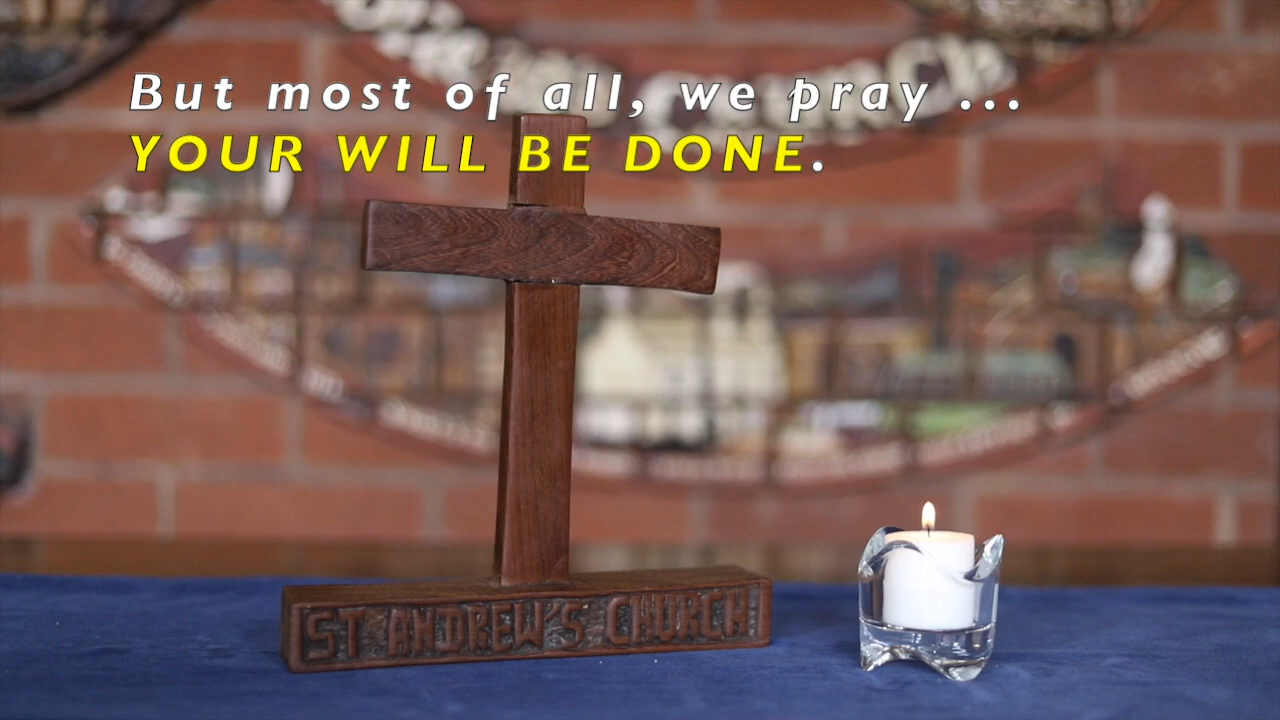 But most of all, we pray ...
YOUR WILL BE DONE.
ST ANDREW'S CHURCH